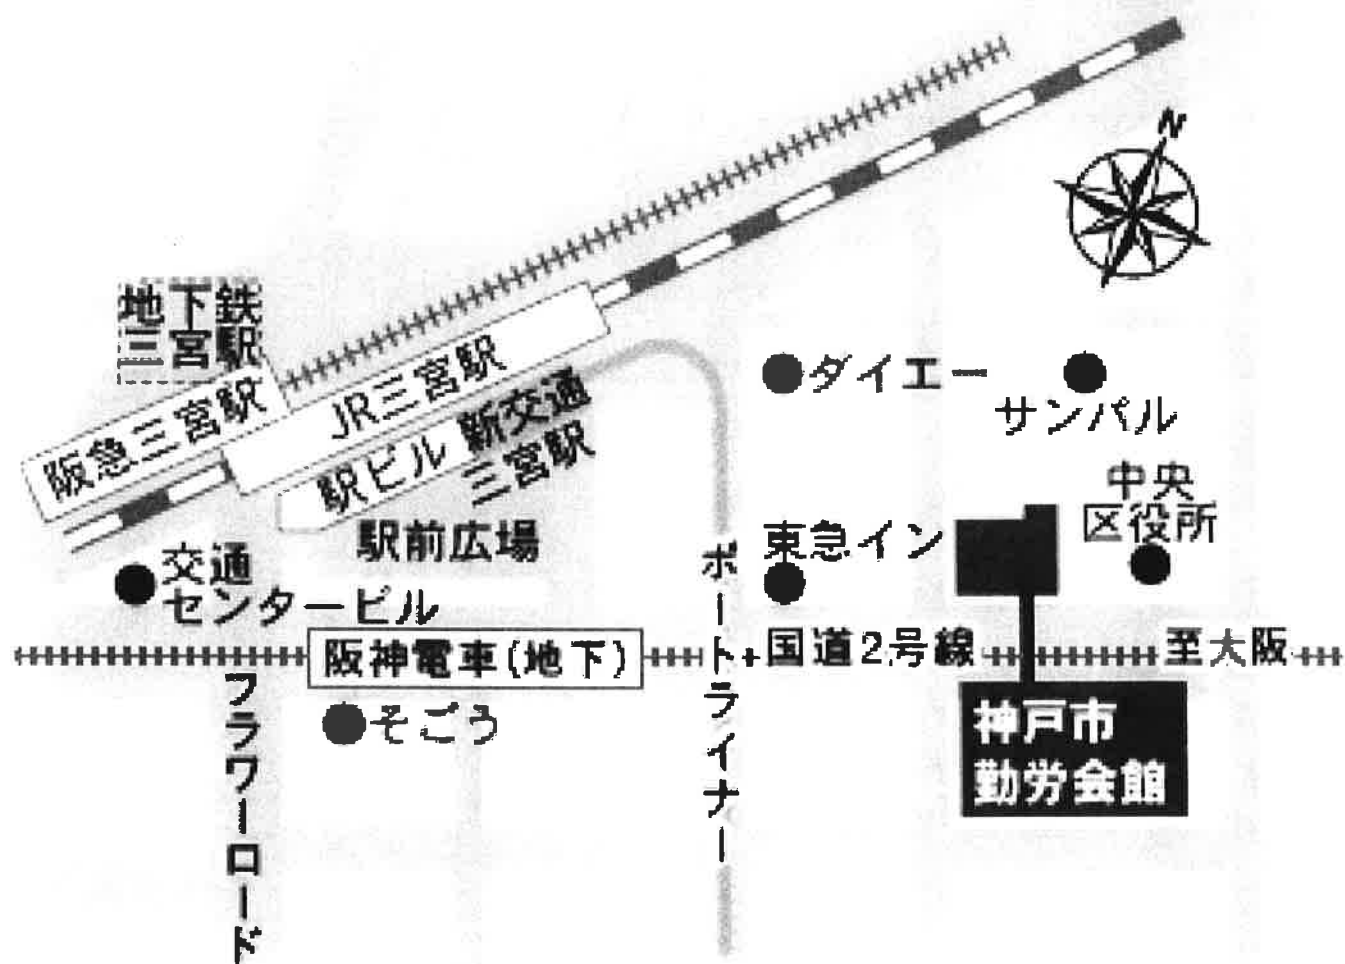 N
地下鉄
三宮駅
阪急三宮駅
JR三宮駅
駅ビル
新交通
三宮駅
駅前広場
ダイエー
サンパル
中央
区役所
東急イン
交通
センタービル
阪神電車(地下)
国道2号線
至大阪
そごう
フラワーロード
ポートライナー
神戸市
勤労会館